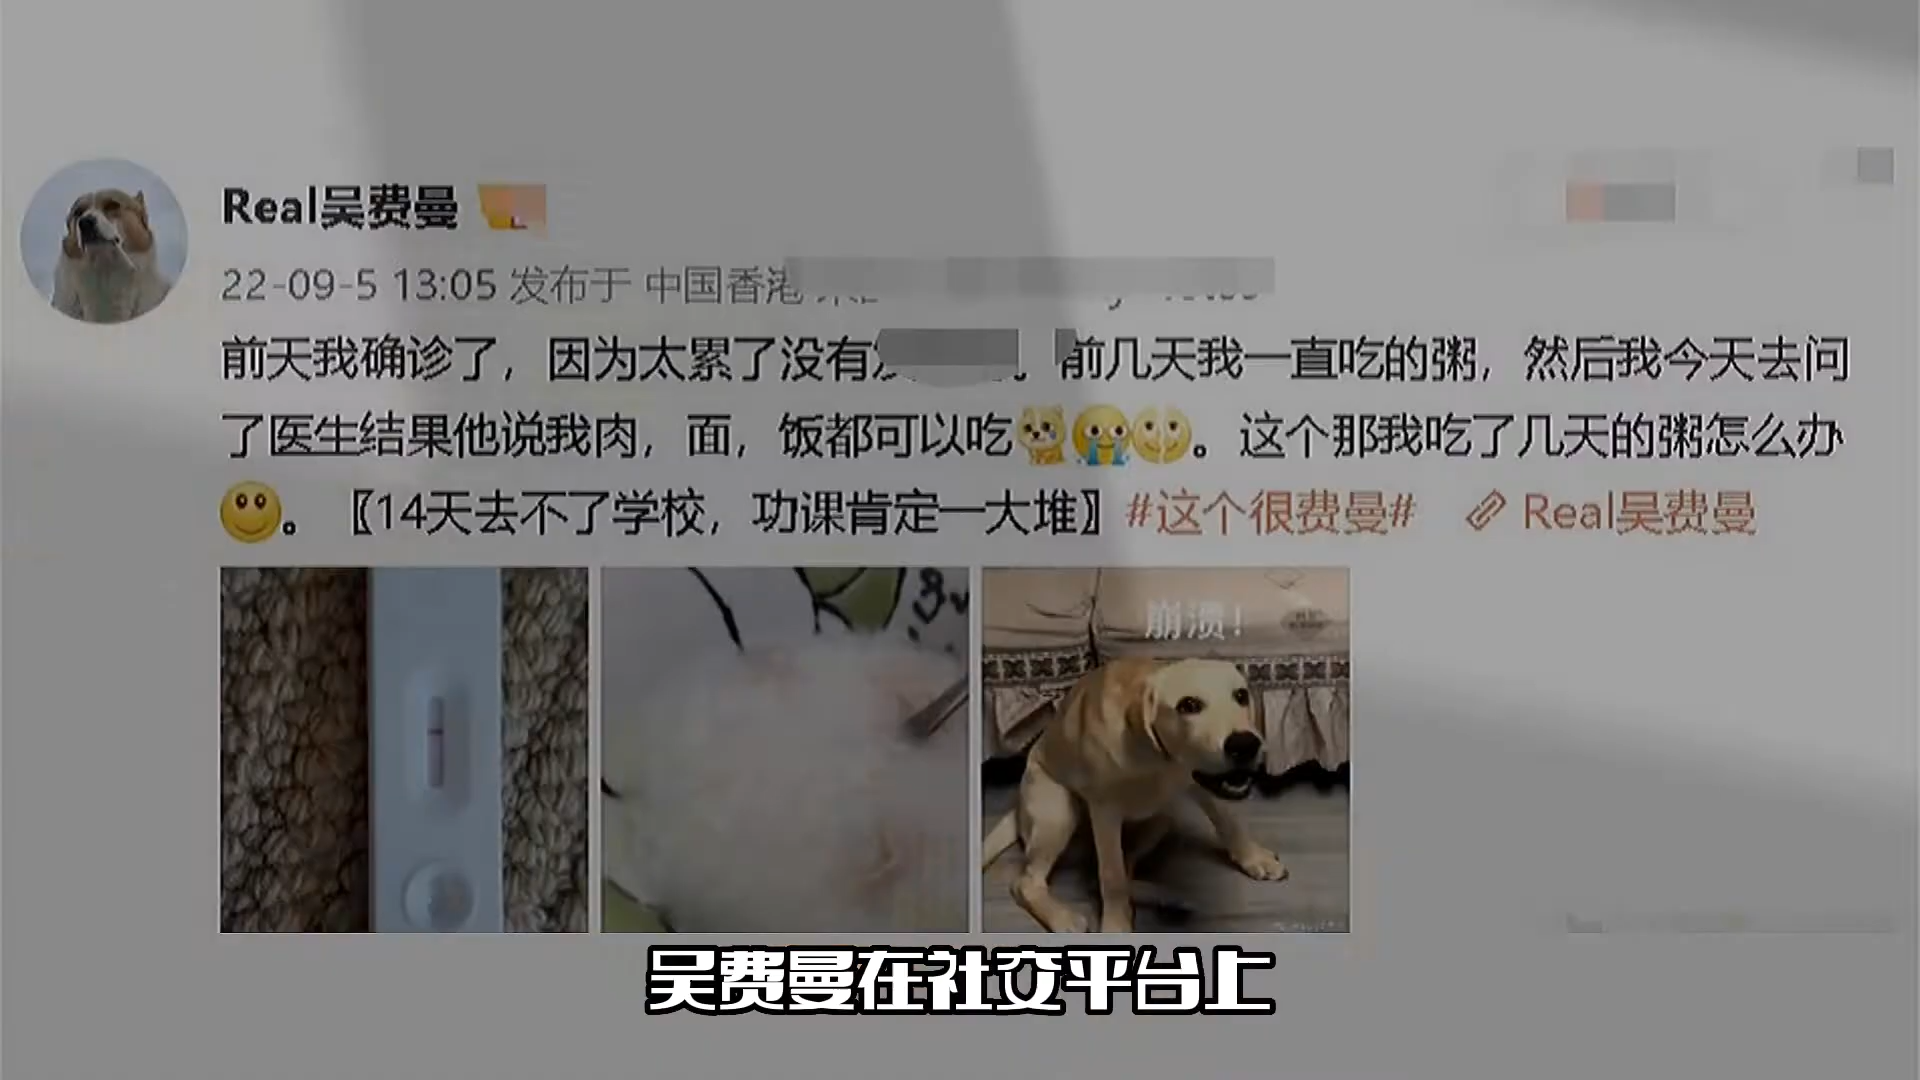 Real吴费曼
22-09-5 13:05 发布于 中国香港
前天我确诊了，因为太累了没有 前几天我一直吃的粥，然后我今天去问
了医生结果他说我肉，面，饭都可以吃。这个那我吃了几天的粥怎么办
。〖14天去不了学校，功课肯定一大堆〗#这个很费曼# Real吴费曼
崩溃！
吴费曼在社交平台上